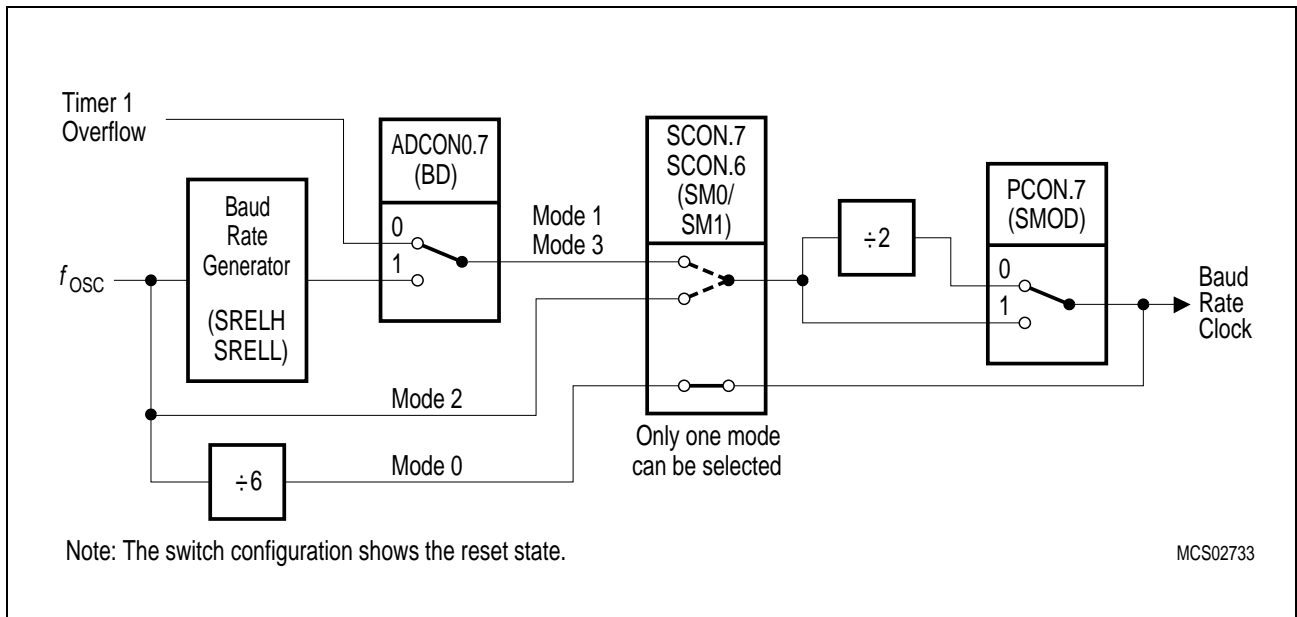 Timer 1
Overflow
ADCON0.7
(BD)
0
1
Baud
Rate
Generator
(SRELH
SRELL)
fOSC
Mode 1
Mode 3
SCON.7
SCON.6
(SM0/
SM1)
÷2
PCON.7
(SMOD)
0
1
Baud
Rate
Clock
Mode 2
Only one mode
can be selected
Mode 0
÷6
Note: The switch configuration shows the reset state.
MCS02733